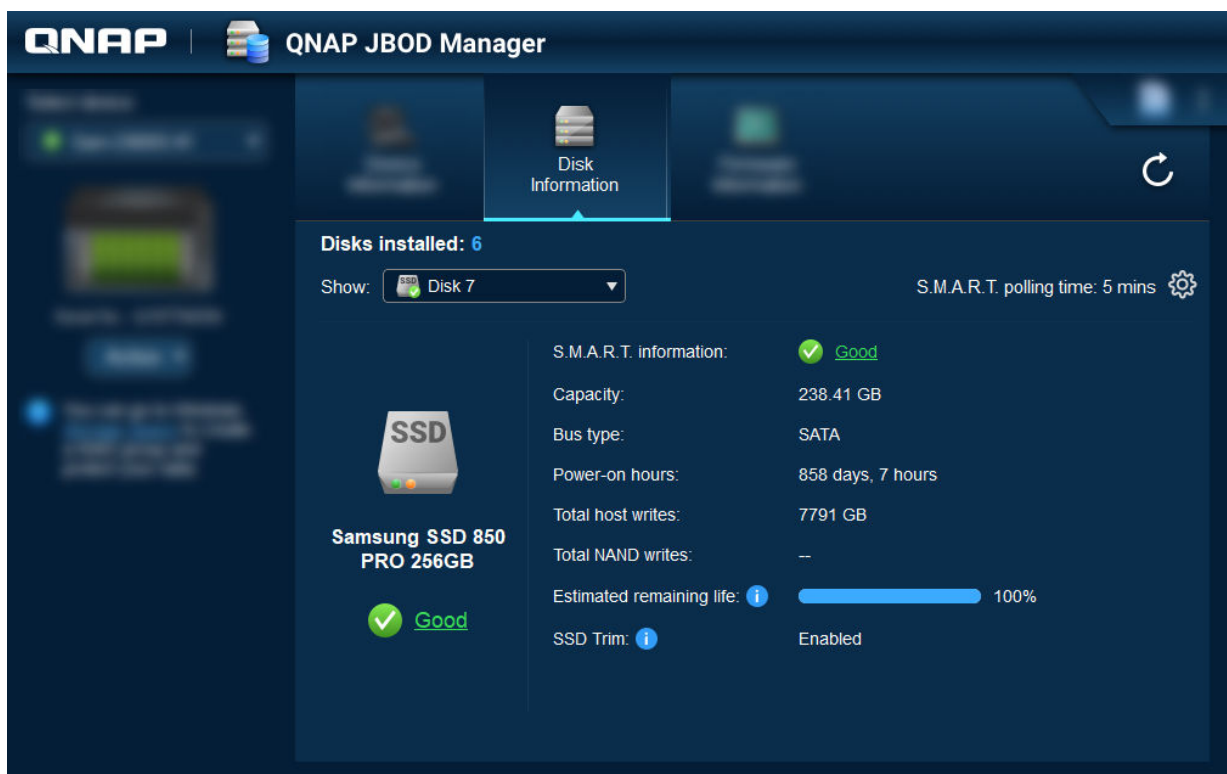 QNAP
QNAP JBOD Manager
Disk
Information
Disks installed: 6
Show:
SSD
Disk 7
S.M.A.R.T. polling time: 5 mins
SSD
Samsung SSD 850
PRO 256GB
Good
S.M.A.R.T. information: Good
Capacity: 238.41 GB
Bus type: SATA
Power-on hours: 858 days, 7 hours
Total host writes: 7791 GB
Total NAND writes: --
Estimated remaining life: i 100%
SSD Trim: i Enabled